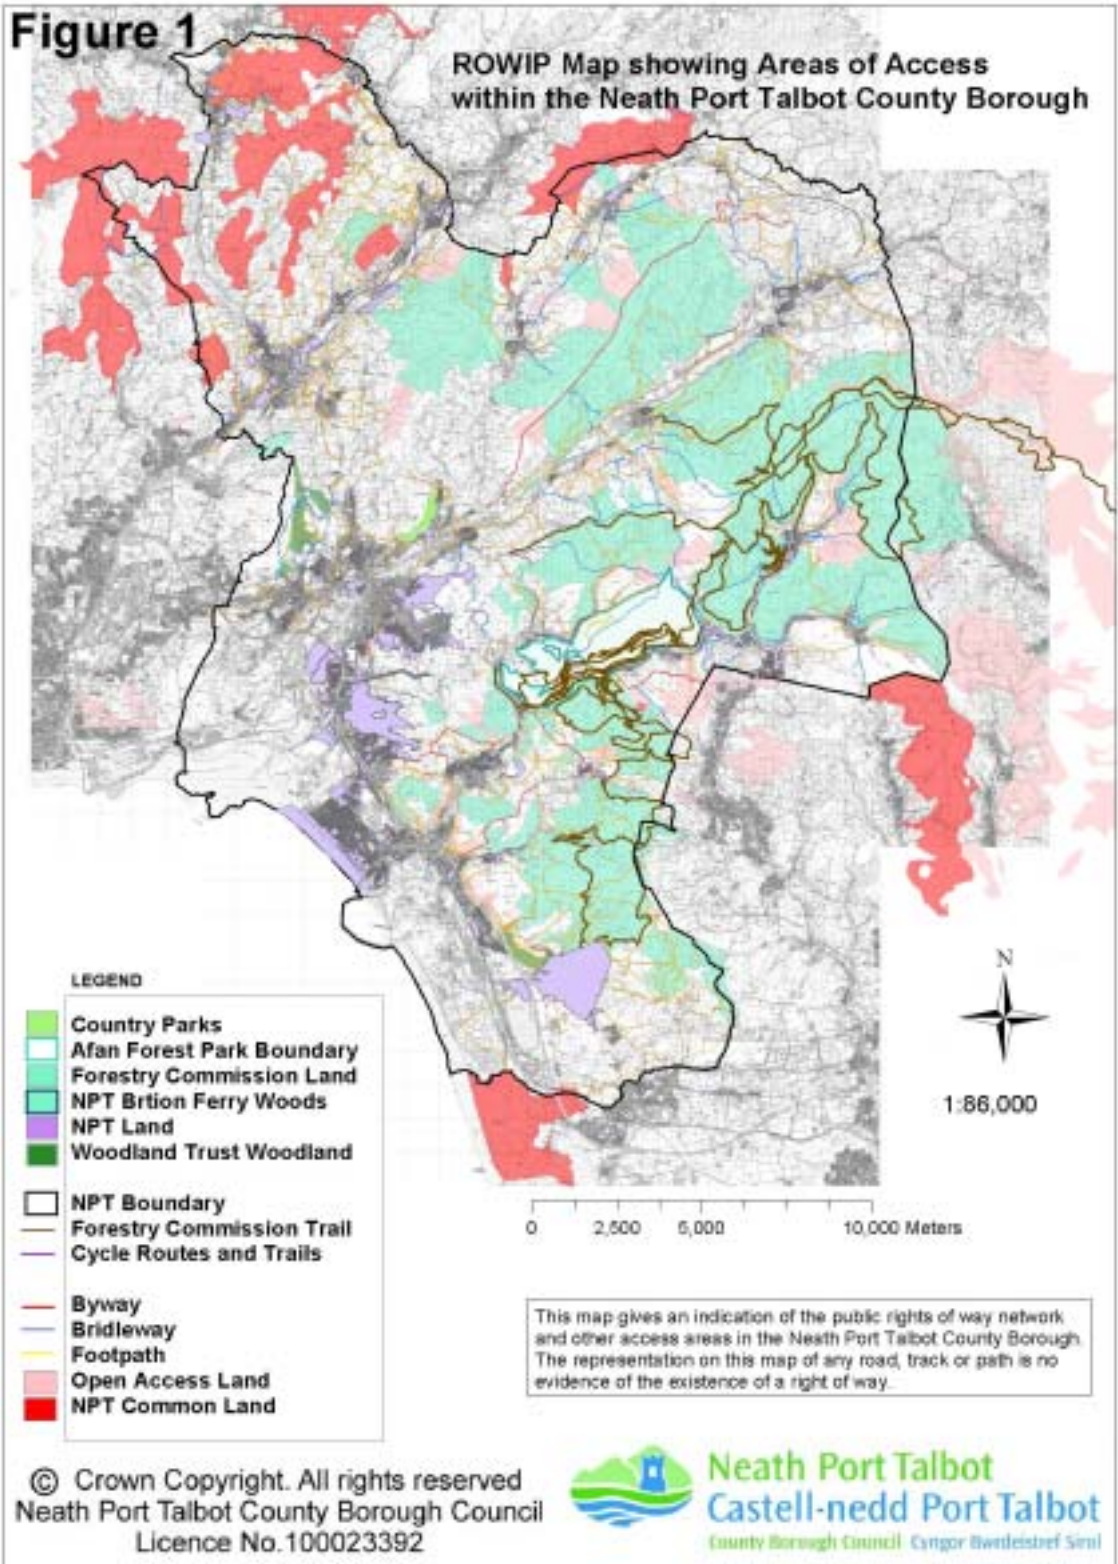 Figure 1
ROWIP Map showing Areas of Access
within the Neath Port Talbot County Borough
LEGEND
Country Parks
Afan Forest Park Boundary
Forestry Commission Land
NPT Brtion Ferry Woods
NPT Land
Woodland Trust Woodland
NPT Boundary
Forestry Commission Trail
Cycle Routes and Trails
Byway
Bridleway
Footpath
Open Access Land
NPT Common Land
N
1:86,000
0 2,500 5,000 10,000 Meters
This map gives an indication of the public rights of way network
and other access areas in the Neath Port Talbot County Borough.
The representation on this map of any road, track or path is no
evidence of the existence of a right of way.
© Crown Copyright. All rights reserved
Neath Port Talbot County Borough Council
Licence No.100023392
Neath Port Talbot
Castell-nedd Port Talbot
County Borough Council Cyngor Bwrdeistref Sirol